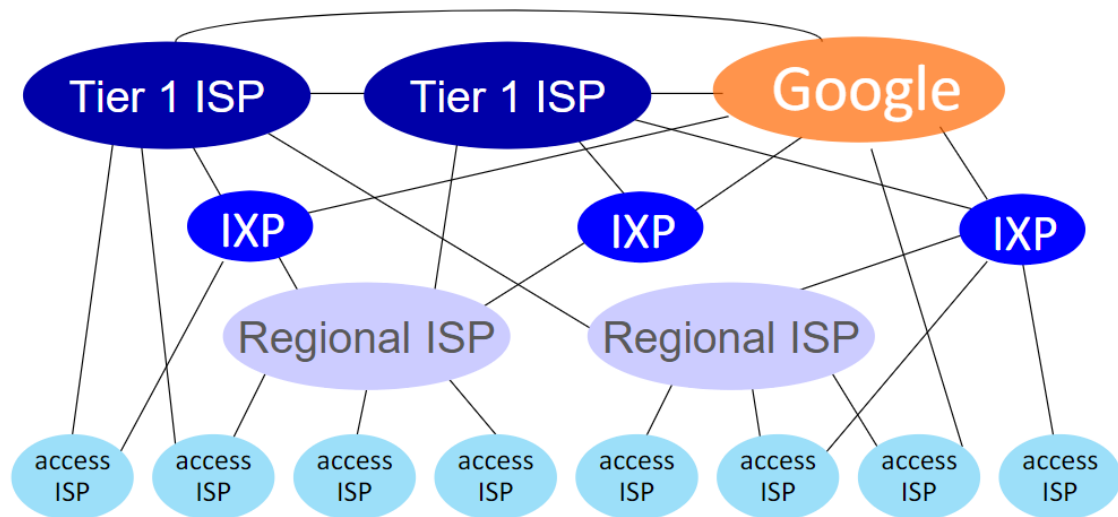 Tier 1 ISP
Tier 1 ISP
Google
IXP
IXP
IXP
Regional ISP
Regional ISP
access
ISP
access
ISP
access
ISP
access
ISP
access
ISP
access
ISP
access
ISP
access
ISP